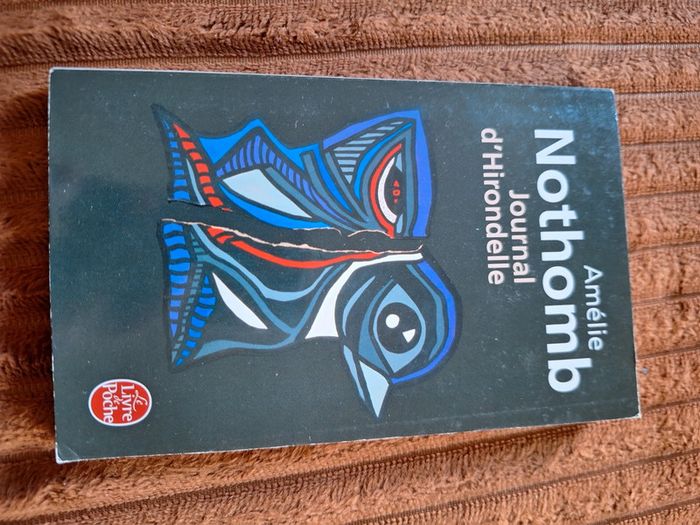 Amélie
Nothomb
Journal
d'Hirondelle
Le
LIVRE
de
Poche